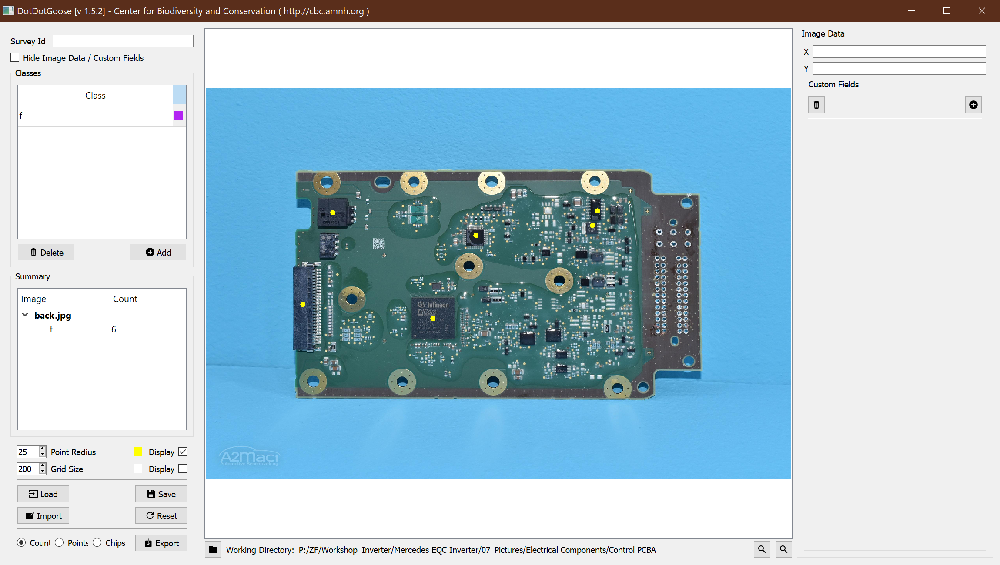 DotDotGoose [v 1.5.2] - Center for Biodiversity and Conservation ( http://cbc.amnh.org )
Survey Id
Hide Image Data / Custom Fields
Classes
Class
f
Delete
Add
Summary
Image
Count
back.jpg
f
6
25
Point Radius
Display
200
Grid Size
Display
Load
Save
Import
Reset
Count
Points
Chips
Export
Infineon
TriCore
A2Mac1
Automotive Benchmarking
Working Directory: P:/ZF/Workshop_Inverter/Mercedes EQC Inverter/07_Pictures/Electrical Components/Control PCBA
Image Data
X
Y
Custom Fields